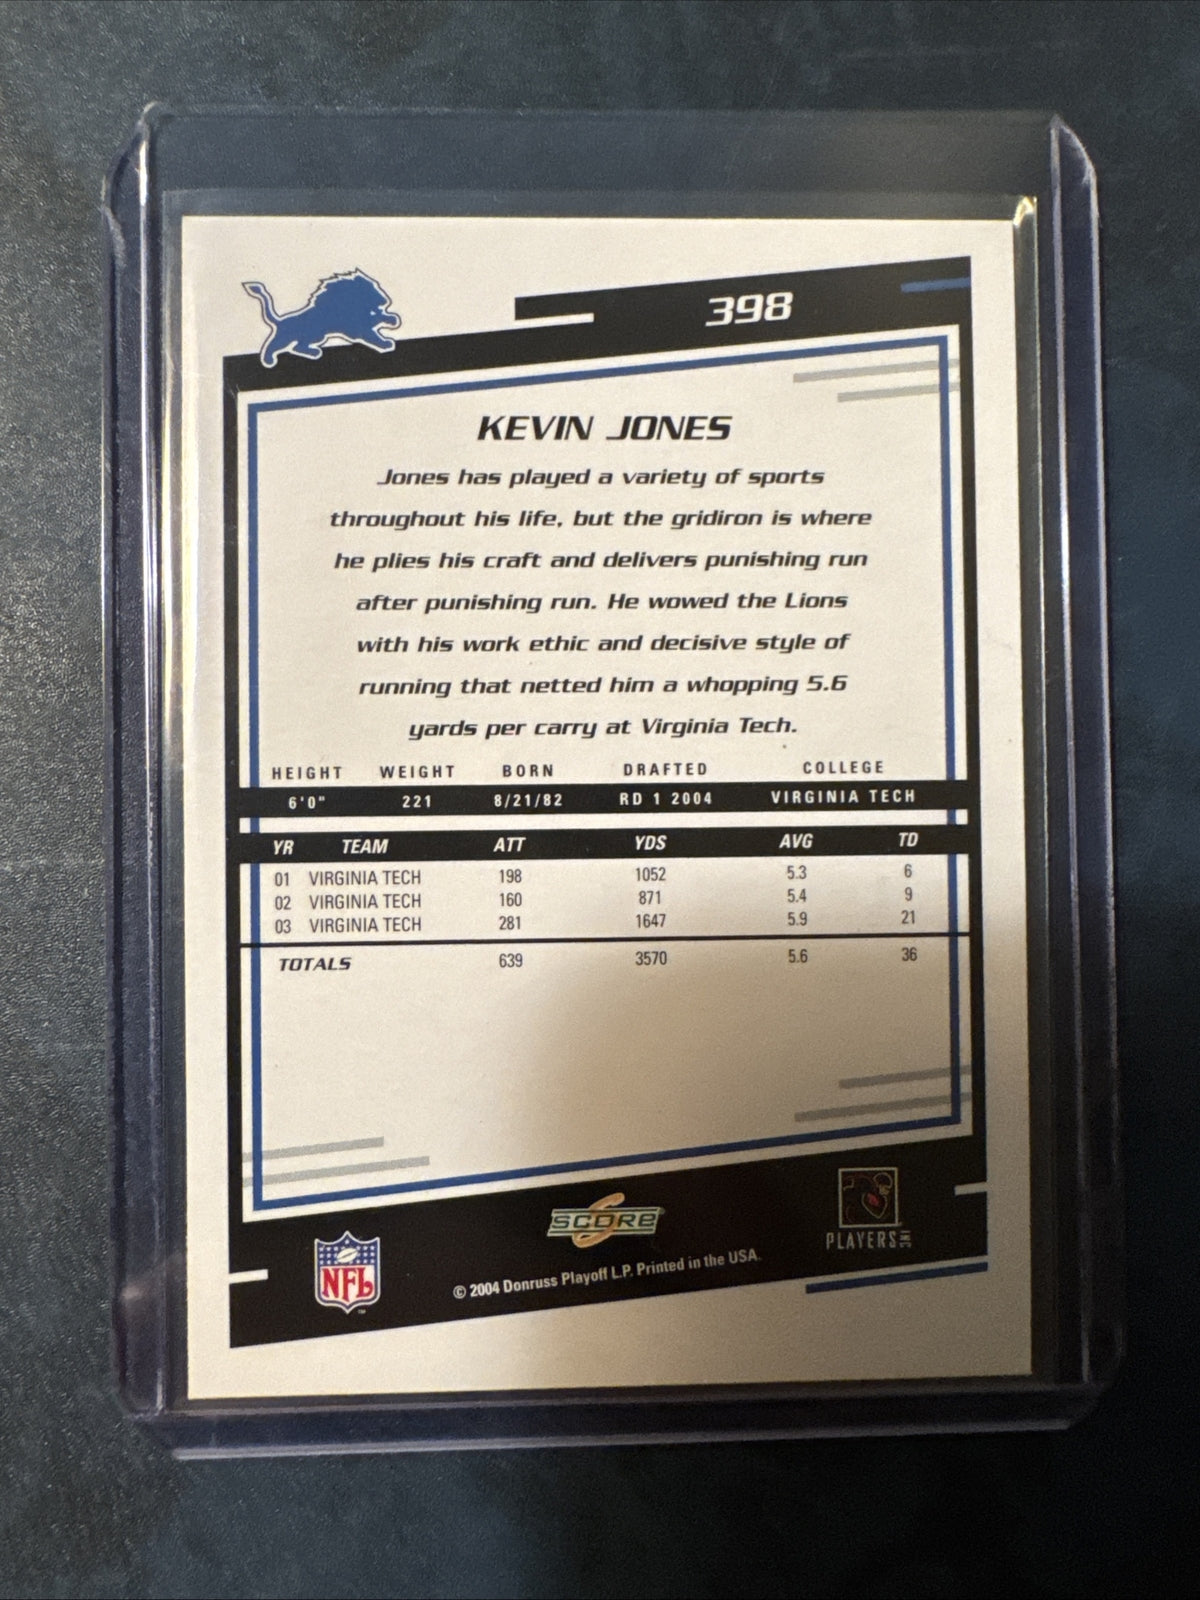 398
KEVIN JONES
Jones has played a variety of sports
throughout his life, but the gridiron is where
he plies his craft and delivers punishing run
after punishing run. He wowed the Lions
with his work ethic and decisive style of
running that netted him a whopping 5.6
yards per carry at Virginia Tech.
HEIGHT WEIGHT BORN DRAFTED COLLEGE
6'0" 221 8/21/82 RD 1 2004 VIRGINIA TECH
YR TEAM ATT YDS AVG TD
01 VIRGINIA TECH 198 1052 5.3 6
02 VIRGINIA TECH 160 871 5.4 9
03 VIRGINIA TECH 281 1647 5.9 21
TOTALS 639 3570 5.6 36
NFL
SCORE
PLAYERS INC
© 2004 Donruss Playoff L.P. Printed in the USA.